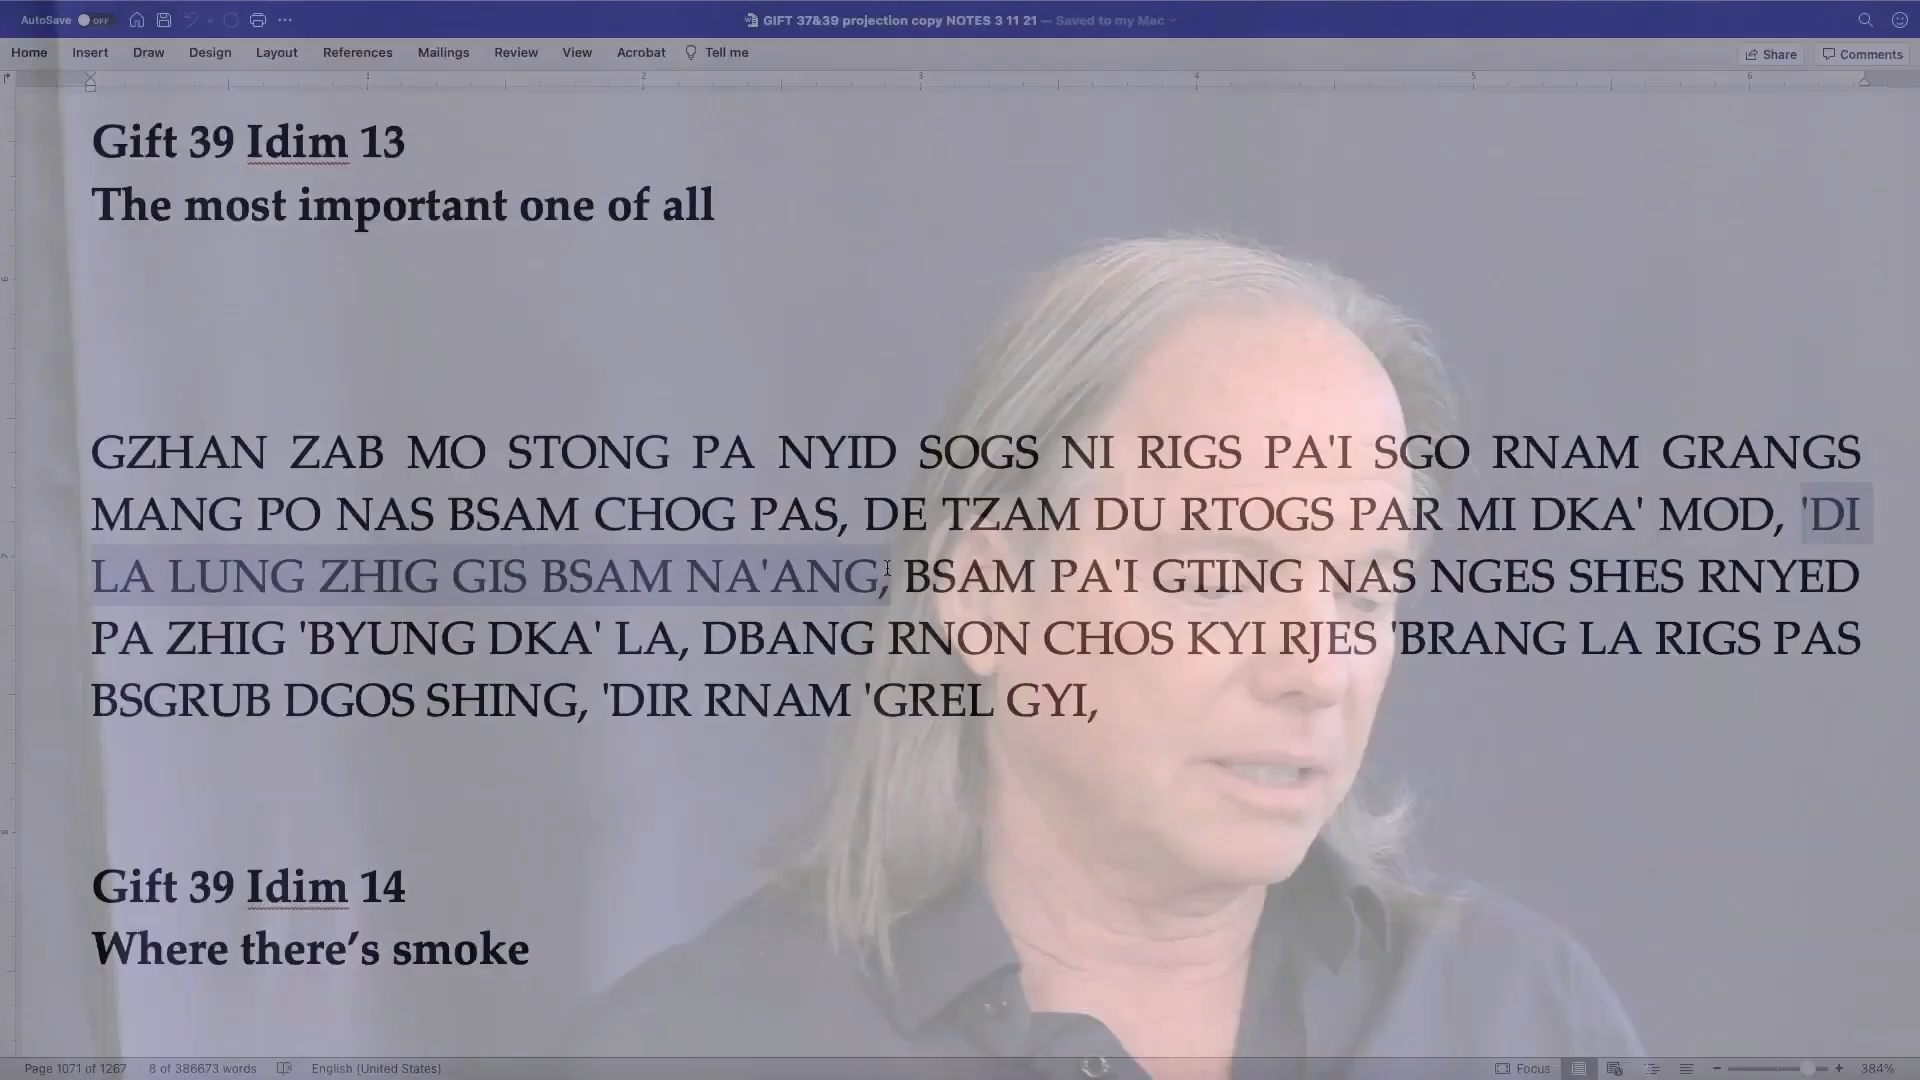 AutoSave OFF
GIFT 37&39 projection copy NOTES 3 11 21 — Saved to my Mac
Home Insert Draw Design Layout References Mailings Review View Acrobat Tell me Share Comments
1 2 3 4 5 6
Gift 39 Idim 13
The most important one of all
GZHAN ZAB MO STONG PA NYID SOGS NI RIGS PA'I SGO RNAM GRANGS
MANG PO NAS BSAM CHOG PAS, DE TZAM DU RTOGS PAR MI DKA' MOD, 'DI
LA LUNG ZHIG GIS BSAM NA'ANG, BSAM PA'I GTING NAS NGES SHES RNYED
PA ZHIG 'BYUNG DKA' LA, DBANG RNON CHOS KYI RJES 'BRANG LA RIGS PAS
BSGRUB DGOS SHING, 'DIR RNAM 'GREL GYI,
Gift 39 Idim 14
Where there's smoke
Page 1071 of 1267 8 of 386673 words English (United States) Focus 384%